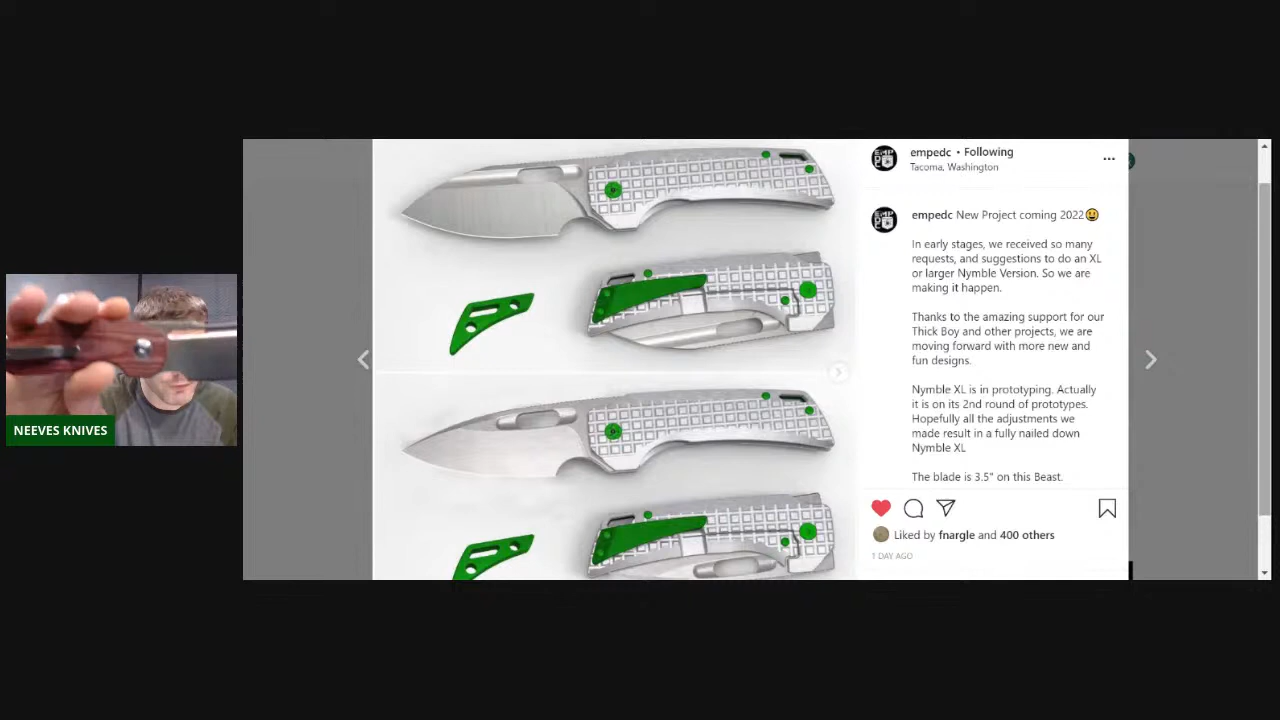 empedc • Following
Tacoma, Washington
empedc New Project coming 2022😃
In early stages, we received so many
requests, and suggestions to do an XL
or larger Nymble Version. So we are
making it happen.
Thanks to the amazing support for our
Thick Boy and other projects, we are
moving forward with more new and
fun designs.
Nymble XL is in prototyping. Actually
it is on its 2nd round of prototypes.
Hopefully all the adjustments we
made result in a fully nailed down
Nymble XL
The blade is 3.5" on this Beast.
Liked by fnargle and 400 others
1 DAY AGO
NEEVES KNIVES